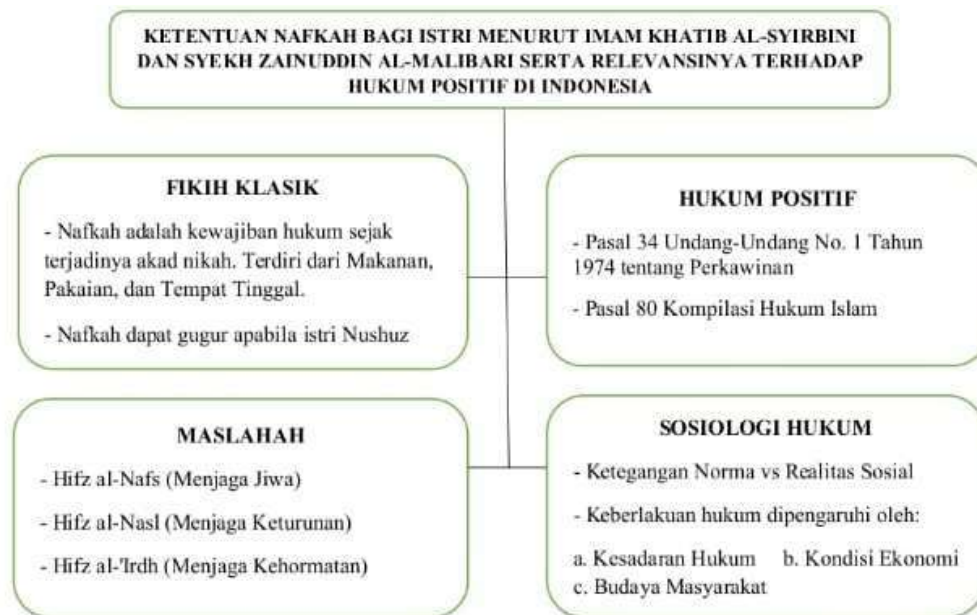 KETENTUAN NAFKAH BAGI ISTRI MENURUT IMAM KHATIB AL-SYIRBINI
DAN SYEKH ZAINUDDIN AL-MALIBARI SERTA RELEVANSINYA TERHADAP
HUKUM POSITIF DI INDONESIA
FIKIH KLASIK
- Nafkah adalah kewajiban hukum sejak
terjadinya akad nikah. Terdiri dari Makanan,
Pakaian, dan Tempat Tinggal.
- Nafkah dapat gugur apabila istri Nushuz
HUKUM POSITIF
- Pasal 34 Undang-Undang No. 1 Tahun
1974 tentang Perkawinan
- Pasal 80 Kompilasi Hukum Islam
MASLAHAH
- Hifz al-Nafs (Menjaga Jiwa)
- Hifz al-Nasl (Menjaga Keturunan)
- Hifz al-'Irdh (Menjaga Kehormatan)
SOSIOLOGI HUKUM
- Ketegangan Norma vs Realitas Sosial
- Keberlakuan hukum dipengaruhi oleh:
a. Kesadaran Hukum b. Kondisi Ekonomi
c. Budaya Masyarakat